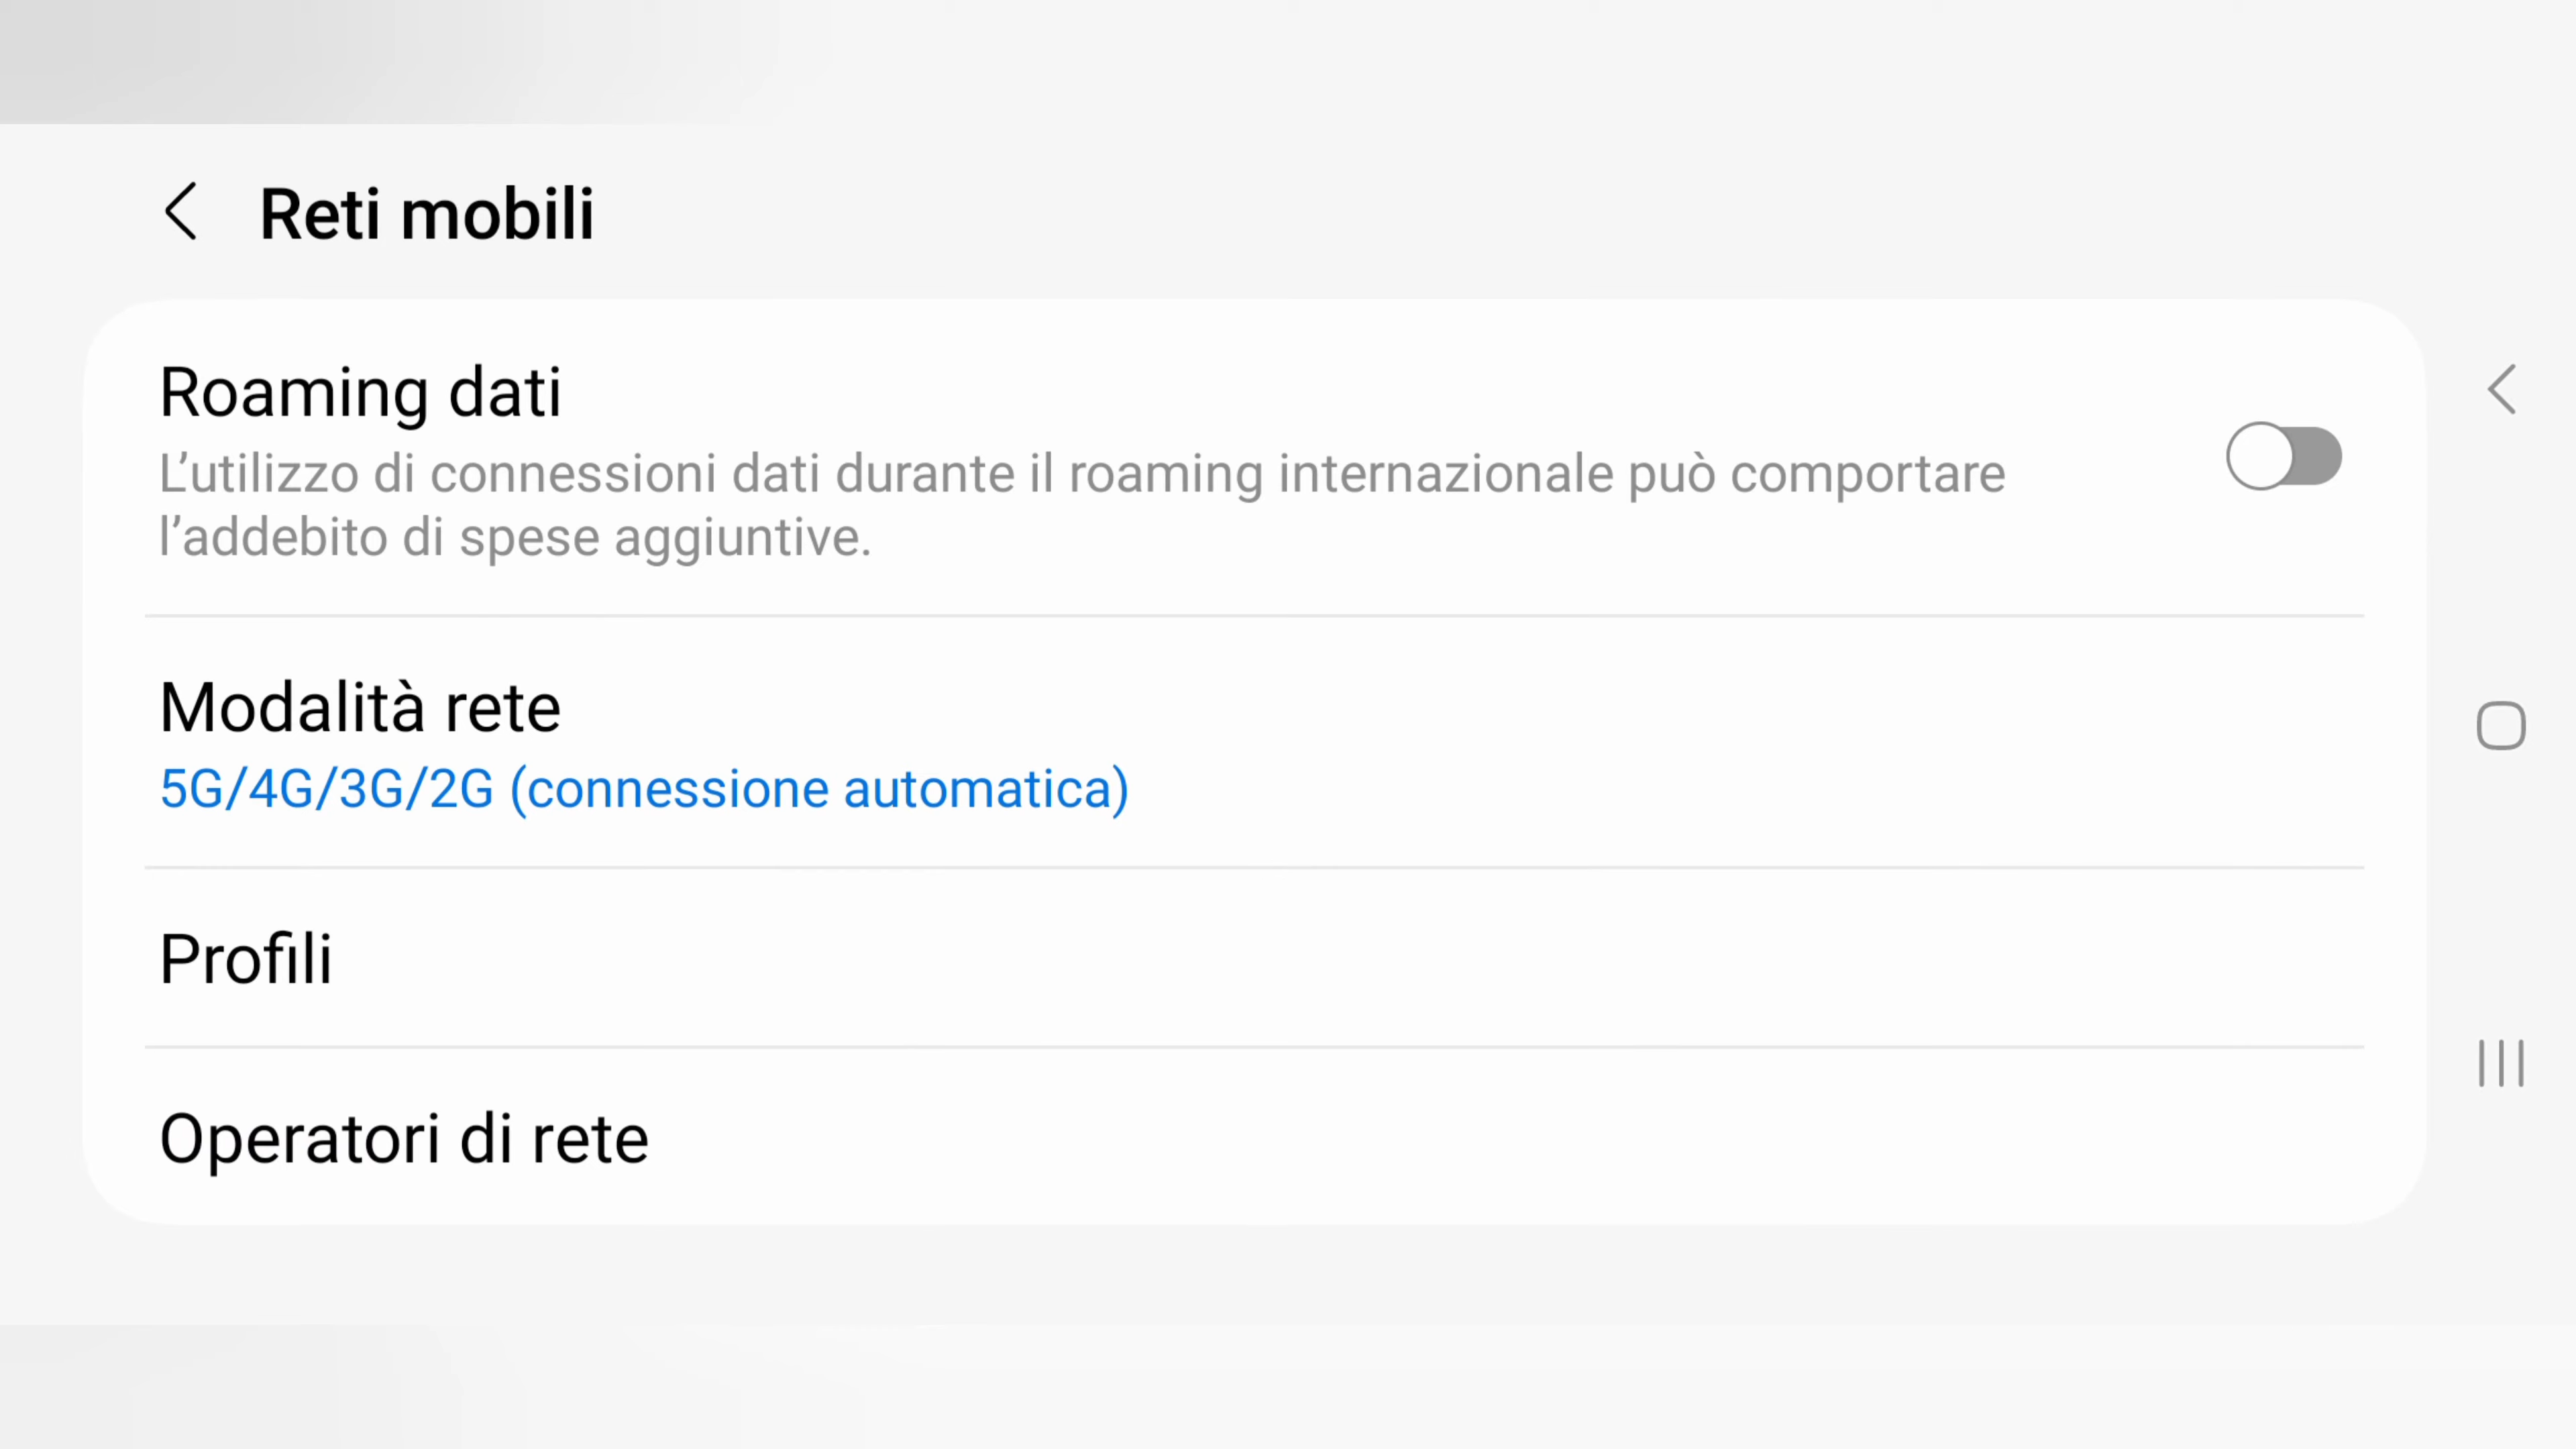 Reti mobili
Roaming dati
L’utilizzo di connessioni dati durante il roaming internazionale può comportare
l’addebito di spese aggiuntive.
Modalità rete
5G/4G/3G/2G (connessione automatica)
Profili
Operatori di rete